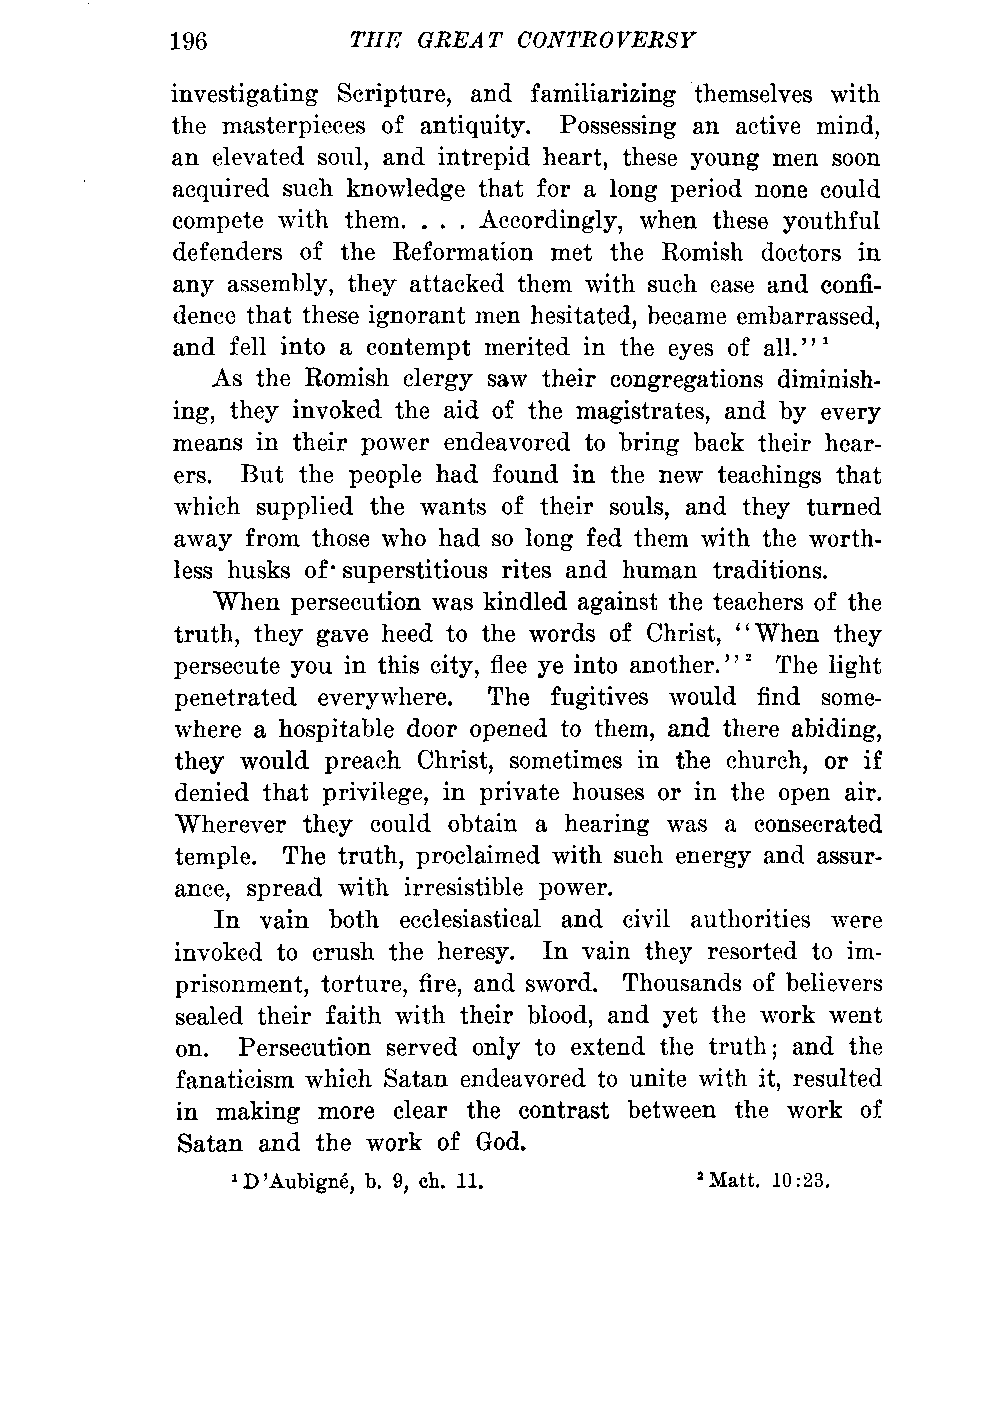 196 THE GREAT CONTROVERSY
investigating Scripture, and familiarizing themselves with
the masterpieces of antiquity. Possessing an active mind,
an elevated soul, and intrepid heart, these young men soon
acquired such knowledge that for a long period none could
compete with them. . . . Accordingly, when these youthful
defenders of the Reformation met the Romish doctors in
any assembly, they attacked them with such ease and confi-
dence that these ignorant men hesitated, became embarrassed,
and fell into a contempt merited in the eyes of all.''¹
As the Romish clergy saw their congregations diminish-
ing, they invoked the aid of the magistrates, and by every
means in their power endeavored to bring back their hear-
ers. But the people had found in the new teachings that
which supplied the wants of their souls, and they turned
away from those who had so long fed them with the worth-
less husks of superstitious rites and human traditions.
When persecution was kindled against the teachers of the
truth, they gave heed to the words of Christ, ‘‘When they
persecute you in this city, flee ye into another.''² The light
penetrated everywhere. The fugitives would find some-
where a hospitable door opened to them, and there abiding,
they would preach Christ, sometimes in the church, or if
denied that privilege, in private houses or in the open air.
Wherever they could obtain a hearing was a consecrated
temple. The truth, proclaimed with such energy and assur-
ance, spread with irresistible power.
In vain both ecclesiastical and civil authorities were
invoked to crush the heresy. In vain they resorted to im-
prisonment, torture, fire, and sword. Thousands of believers
sealed their faith with their blood, and yet the work went
on. Persecution served only to extend the truth; and the
fanaticism which Satan endeavored to unite with it, resulted
in making more clear the contrast between the work of
Satan and the work of God.
¹ D'Aubigné, b. 9, ch. 11. ² Matt. 10:23.